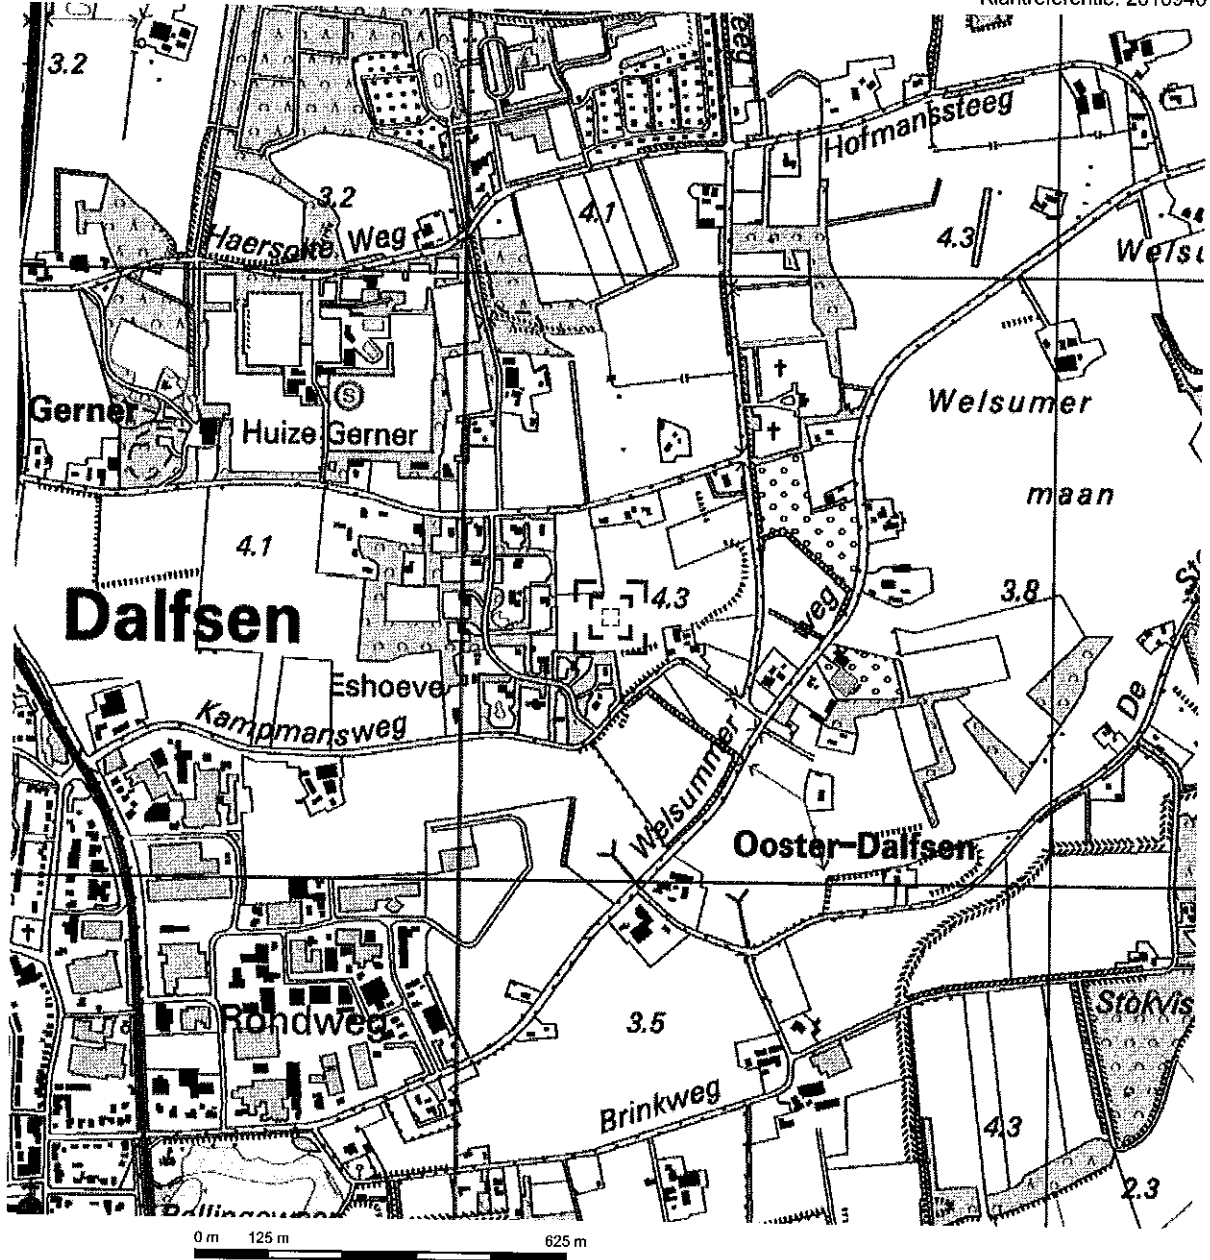 3.2
eeg
Hofmanssteeg
3.2
4.1
Haersolte Weg
4.3
Gerner
S
Huize Gerner
Welsumer
maan
4.1
4.3
3.8
Dalfsen
weg
Eshoeve
Kampmansweg
De
Welsummer
Ooster-Dalfsen
Rondweg
3.5
Stokvis
Brinkweg
4.3
2.3
0 m 125 m 625 m